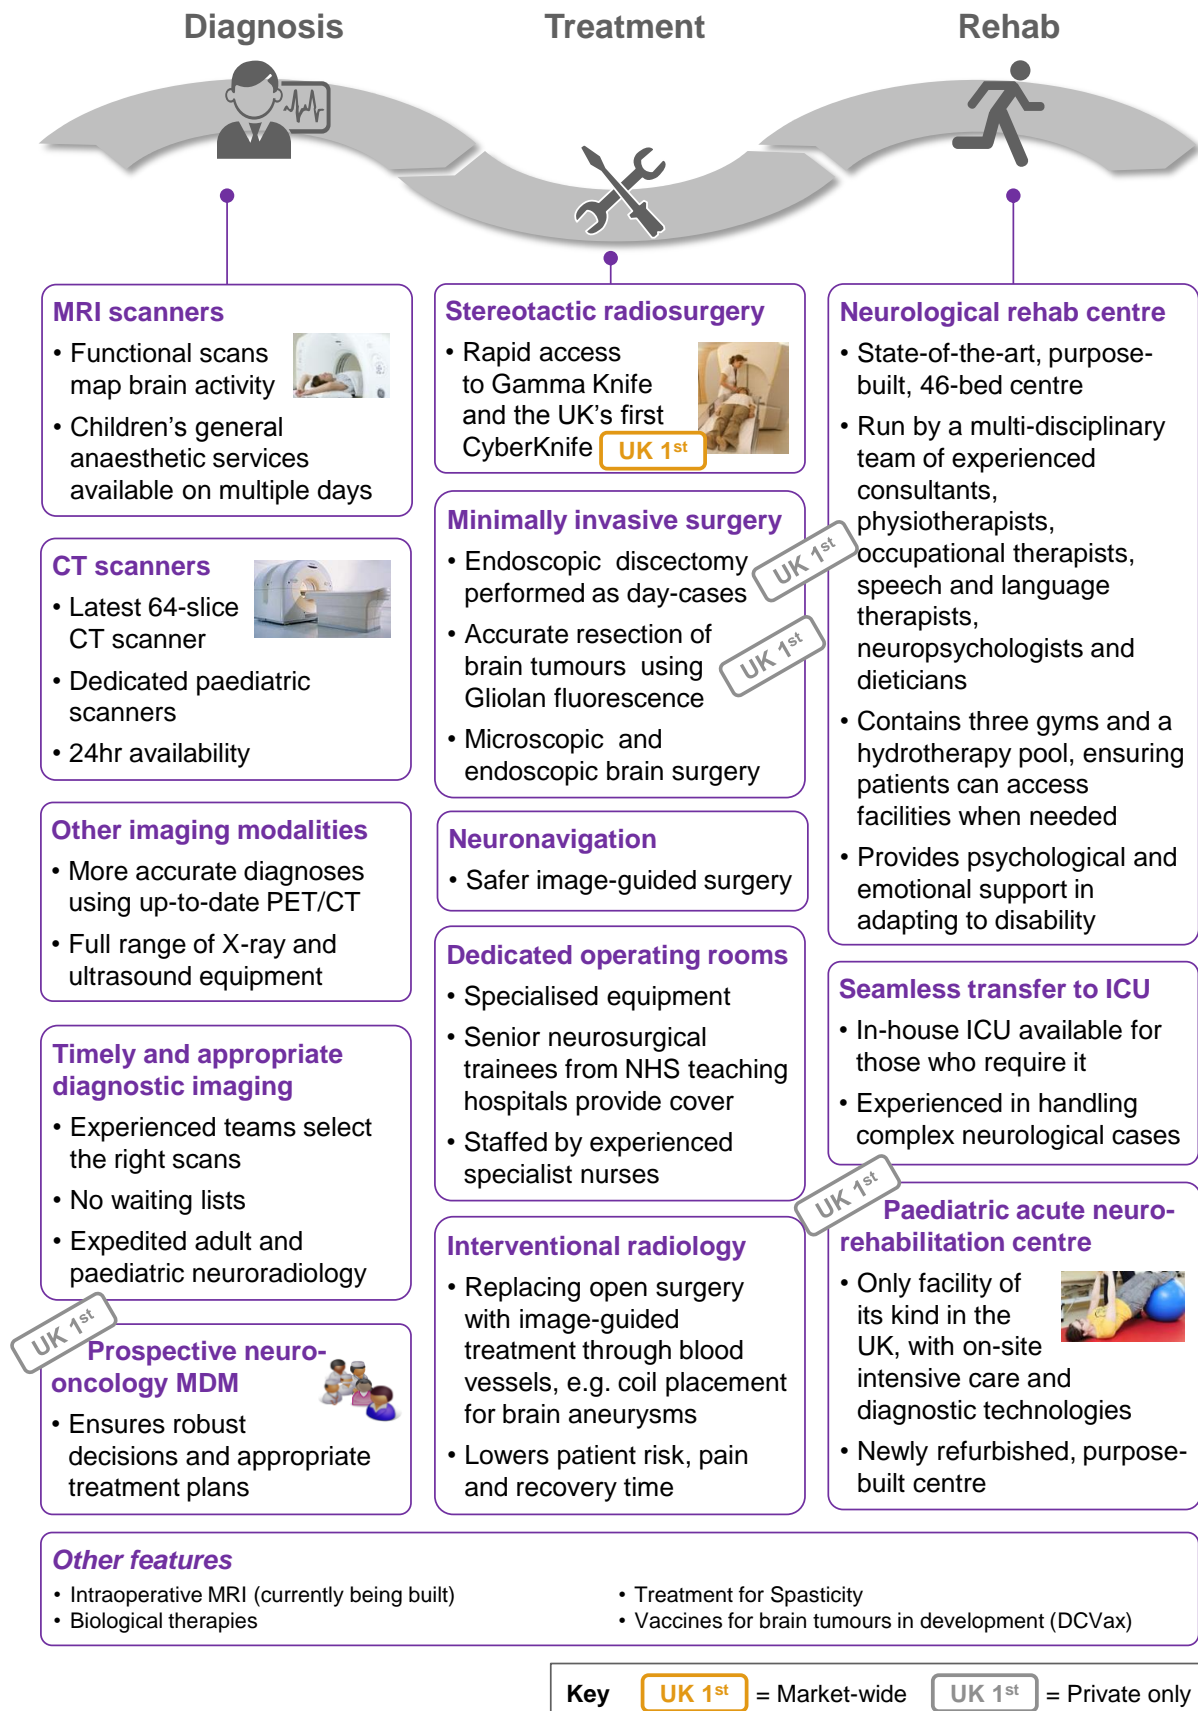 Diagnosis
Treatment
Rehab
MRI scanners
• Functional scans
map brain activity
• Children's general
anaesthetic services
available on multiple days
CT scanners
• Latest 64-slice
CT scanner
• Dedicated paediatric
scanners
• 24hr availability
Other imaging modalities
• More accurate diagnoses
using up-to-date PET/CT
• Full range of X-ray and
ultrasound equipment
Timely and appropriate
diagnostic imaging
• Experienced teams select
the right scans
• No waiting lists
• Expedited adult and
paediatric neuroradiology
UK 1st
Prospective neuro-
oncology MDM
• Ensures robust
decisions and appropriate
treatment plans
Stereotactic radiosurgery
• Rapid access
to Gamma Knife
and the UK's first
CyberKnife UK 1st
Minimally invasive surgery
• Endoscopic discectomy
performed as day-cases
UK 1st
• Accurate resection of
brain tumours using
Gliolan fluorescence
UK 1st
• Microscopic and
endoscopic brain surgery
Neuronavigation
• Safer image-guided surgery
Dedicated operating rooms
• Specialised equipment
• Senior neurosurgical
trainees from NHS teaching
hospitals provide cover
• Staffed by experienced
specialist nurses
Interventional radiology
• Replacing open surgery
with image-guided
treatment through blood
vessels, e.g. coil placement
for brain aneurysms
• Lowers patient risk, pain
and recovery time
Neurological rehab centre
• State-of-the-art, purpose-
built, 46-bed centre
• Run by a multi-disciplinary
team of experienced
consultants,
physiotherapists,
occupational therapists,
speech and language
therapists,
neuropsychologists and
dieticians
• Contains three gyms and a
hydrotherapy pool, ensuring
patients can access
facilities when needed
• Provides psychological and
emotional support in
adapting to disability
Seamless transfer to ICU
• In-house ICU available for
those who require it
• Experienced in handling
complex neurological cases
UK 1st
Paediatric acute neuro-
rehabilitation centre
• Only facility of
its kind in the
UK, with on-site
intensive care and
diagnostic technologies
• Newly refurbished, purpose-
built centre
Other features
• Intraoperative MRI (currently being built)
• Biological therapies
• Treatment for Spasticity
• Vaccines for brain tumours in development (DCVax)
Key UK 1st = Market-wide UK 1st = Private only